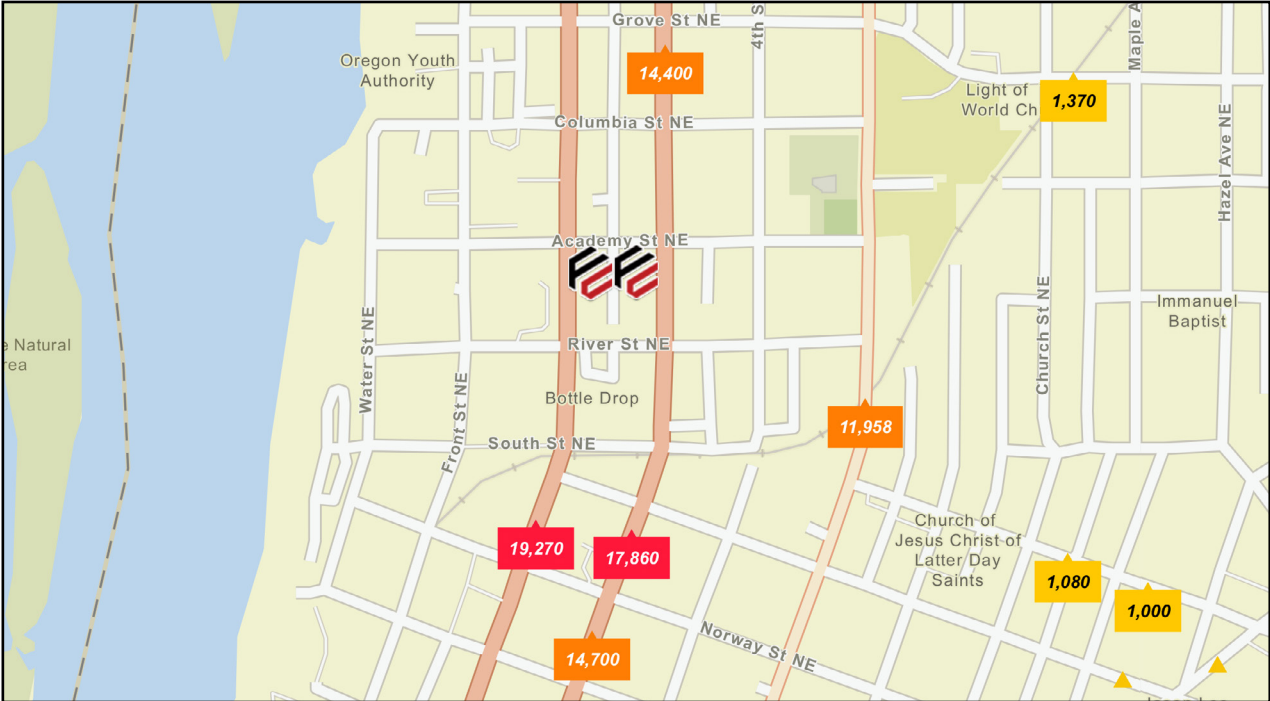 Grove St NE
4th S
Maple A
Oregon Youth
Authority
14,400
Light of
World Ch
1,370
Columbia St NE
Hazel Ave NE
Academy St NE
Immanuel
Baptist
Church St NE
e Natural
rea
Water St NE
River St NE
Front St NE
Bottle Drop
11,958
South St NE
19,270
17,860
Church of
Jesus Christ of
Latter Day
Saints
1,080
1,000
14,700
Norway St NE